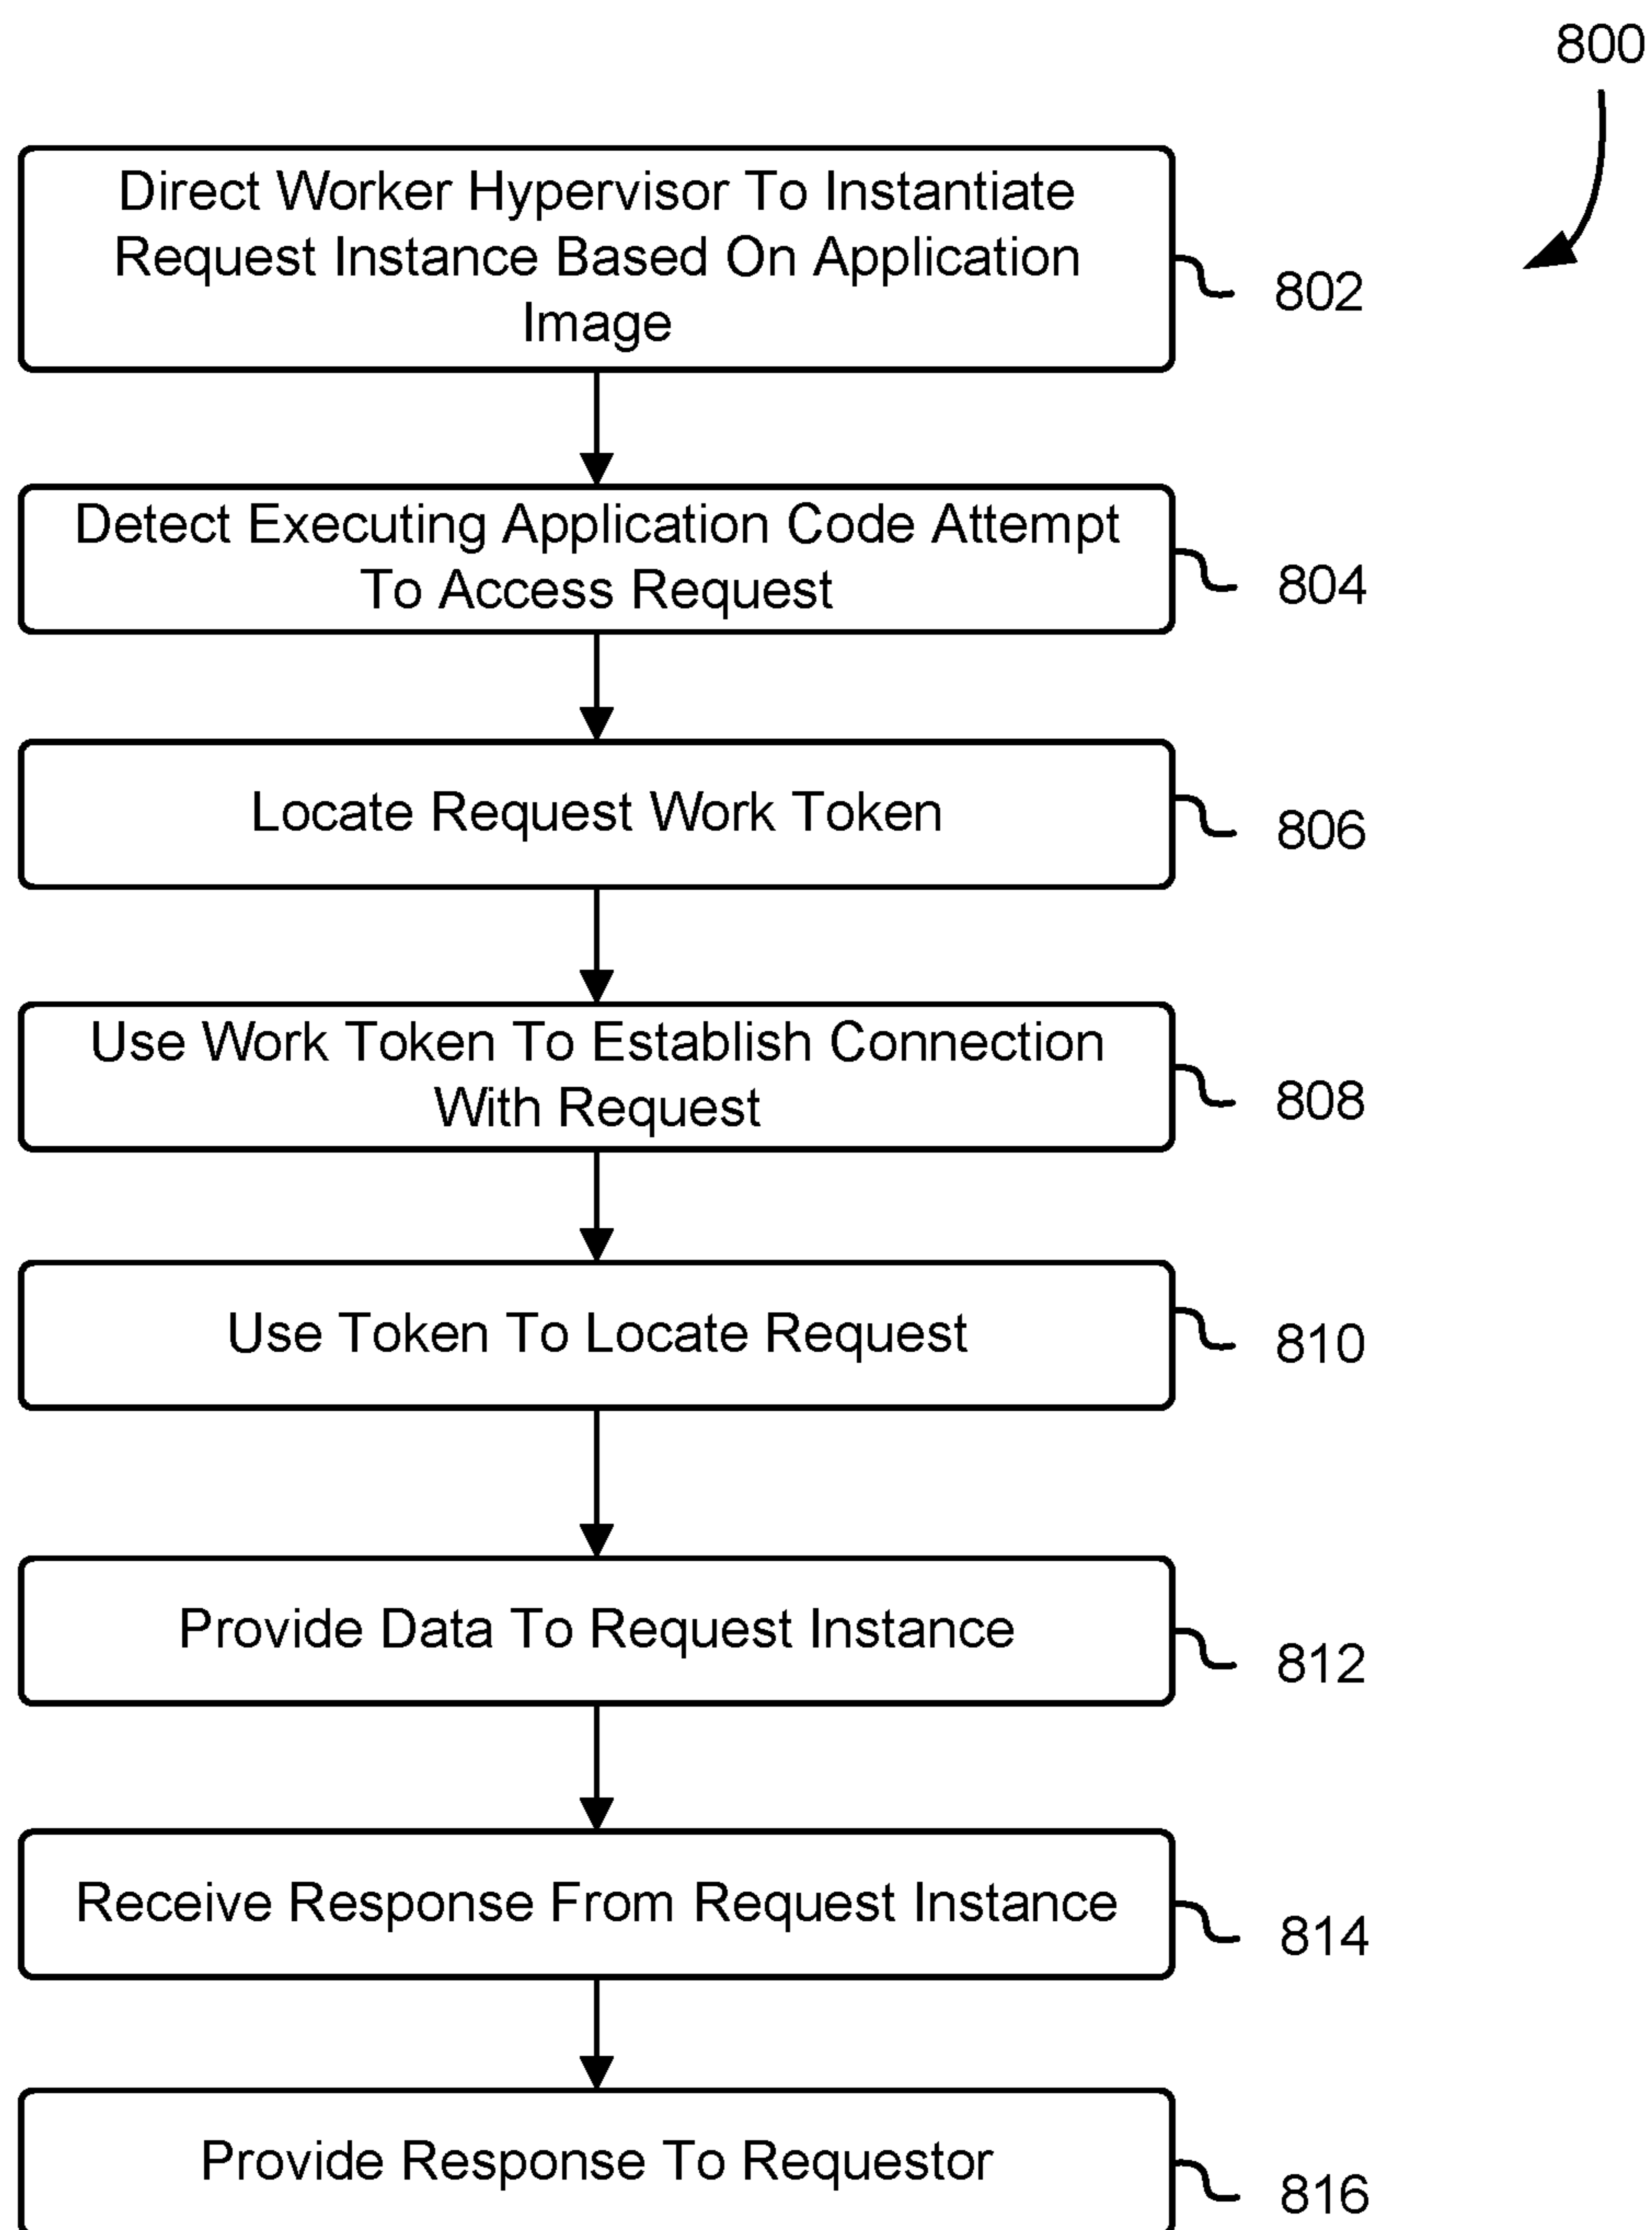 800
Direct Worker Hypervisor To Instantiate
Request Instance Based On Application
Image
802
Detect Executing Application Code Attempt
To Access Request
804
Locate Request Work Token
806
Use Work Token To Establish Connection
With Request
808
Use Token To Locate Request
810
Provide Data To Request Instance
812
Receive Response From Request Instance
814
Provide Response To Requestor
816